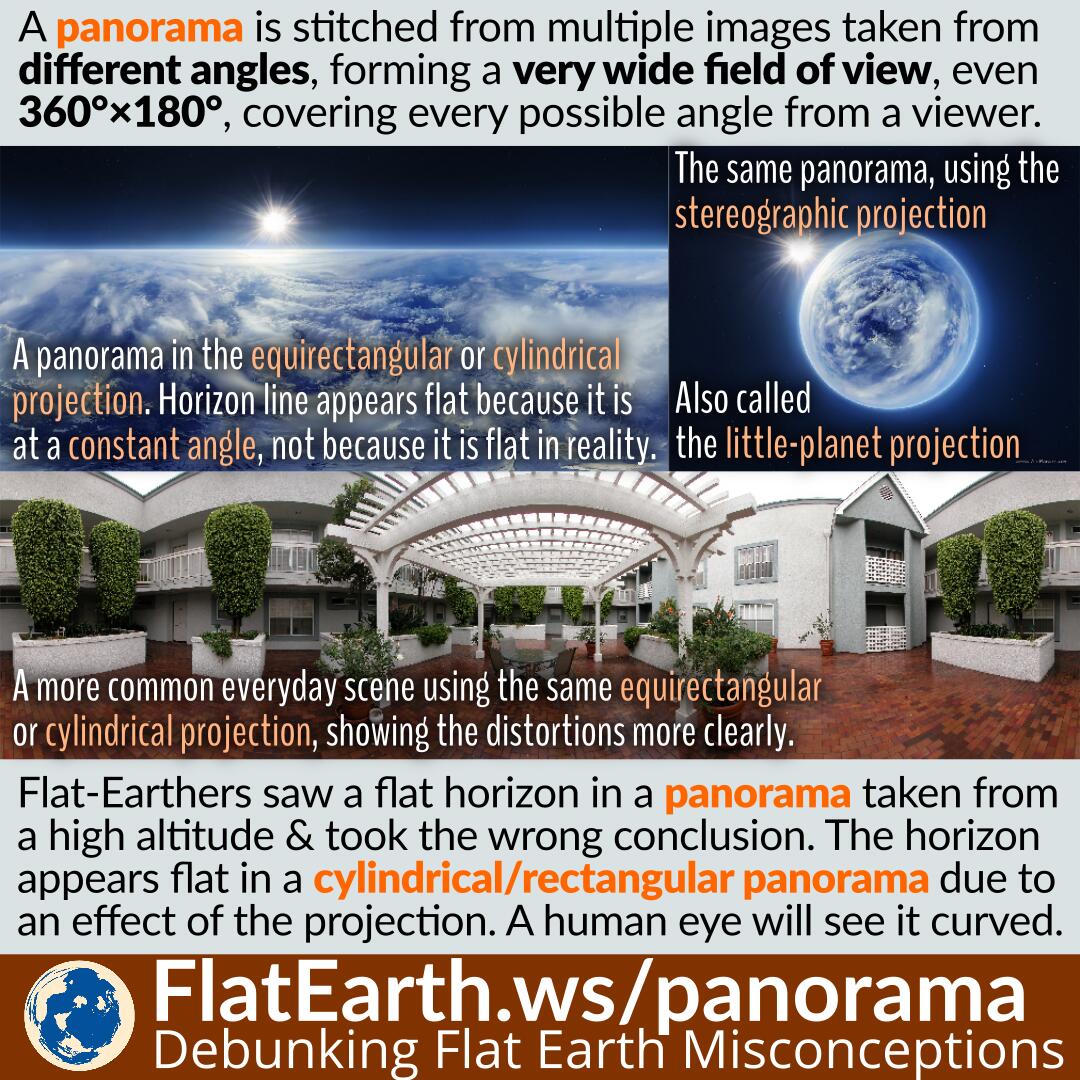 A panorama is stitched from multiple images taken from
different angles, forming a very wide field of view, even
360°×180°, covering every possible angle from a viewer.
The same panorama, using the
stereographic projection
A panorama in the equirectangular or cylindrical
projection. Horizon line appears flat because it is
at a constant angle, not because it is flat in reality.
Also called
the little-planet projection
A more common everyday scene using the same equirectangular
or cylindrical projection, showing the distortions more clearly.
Flat-Earthers saw a flat horizon in a panorama taken from
a high altitude & took the wrong conclusion. The horizon
appears flat in a cylindrical/rectangular panorama due to
an effect of the projection. A human eye will see it curved.
FlatEarth.ws/panorama
Debunking Flat Earth Misconceptions